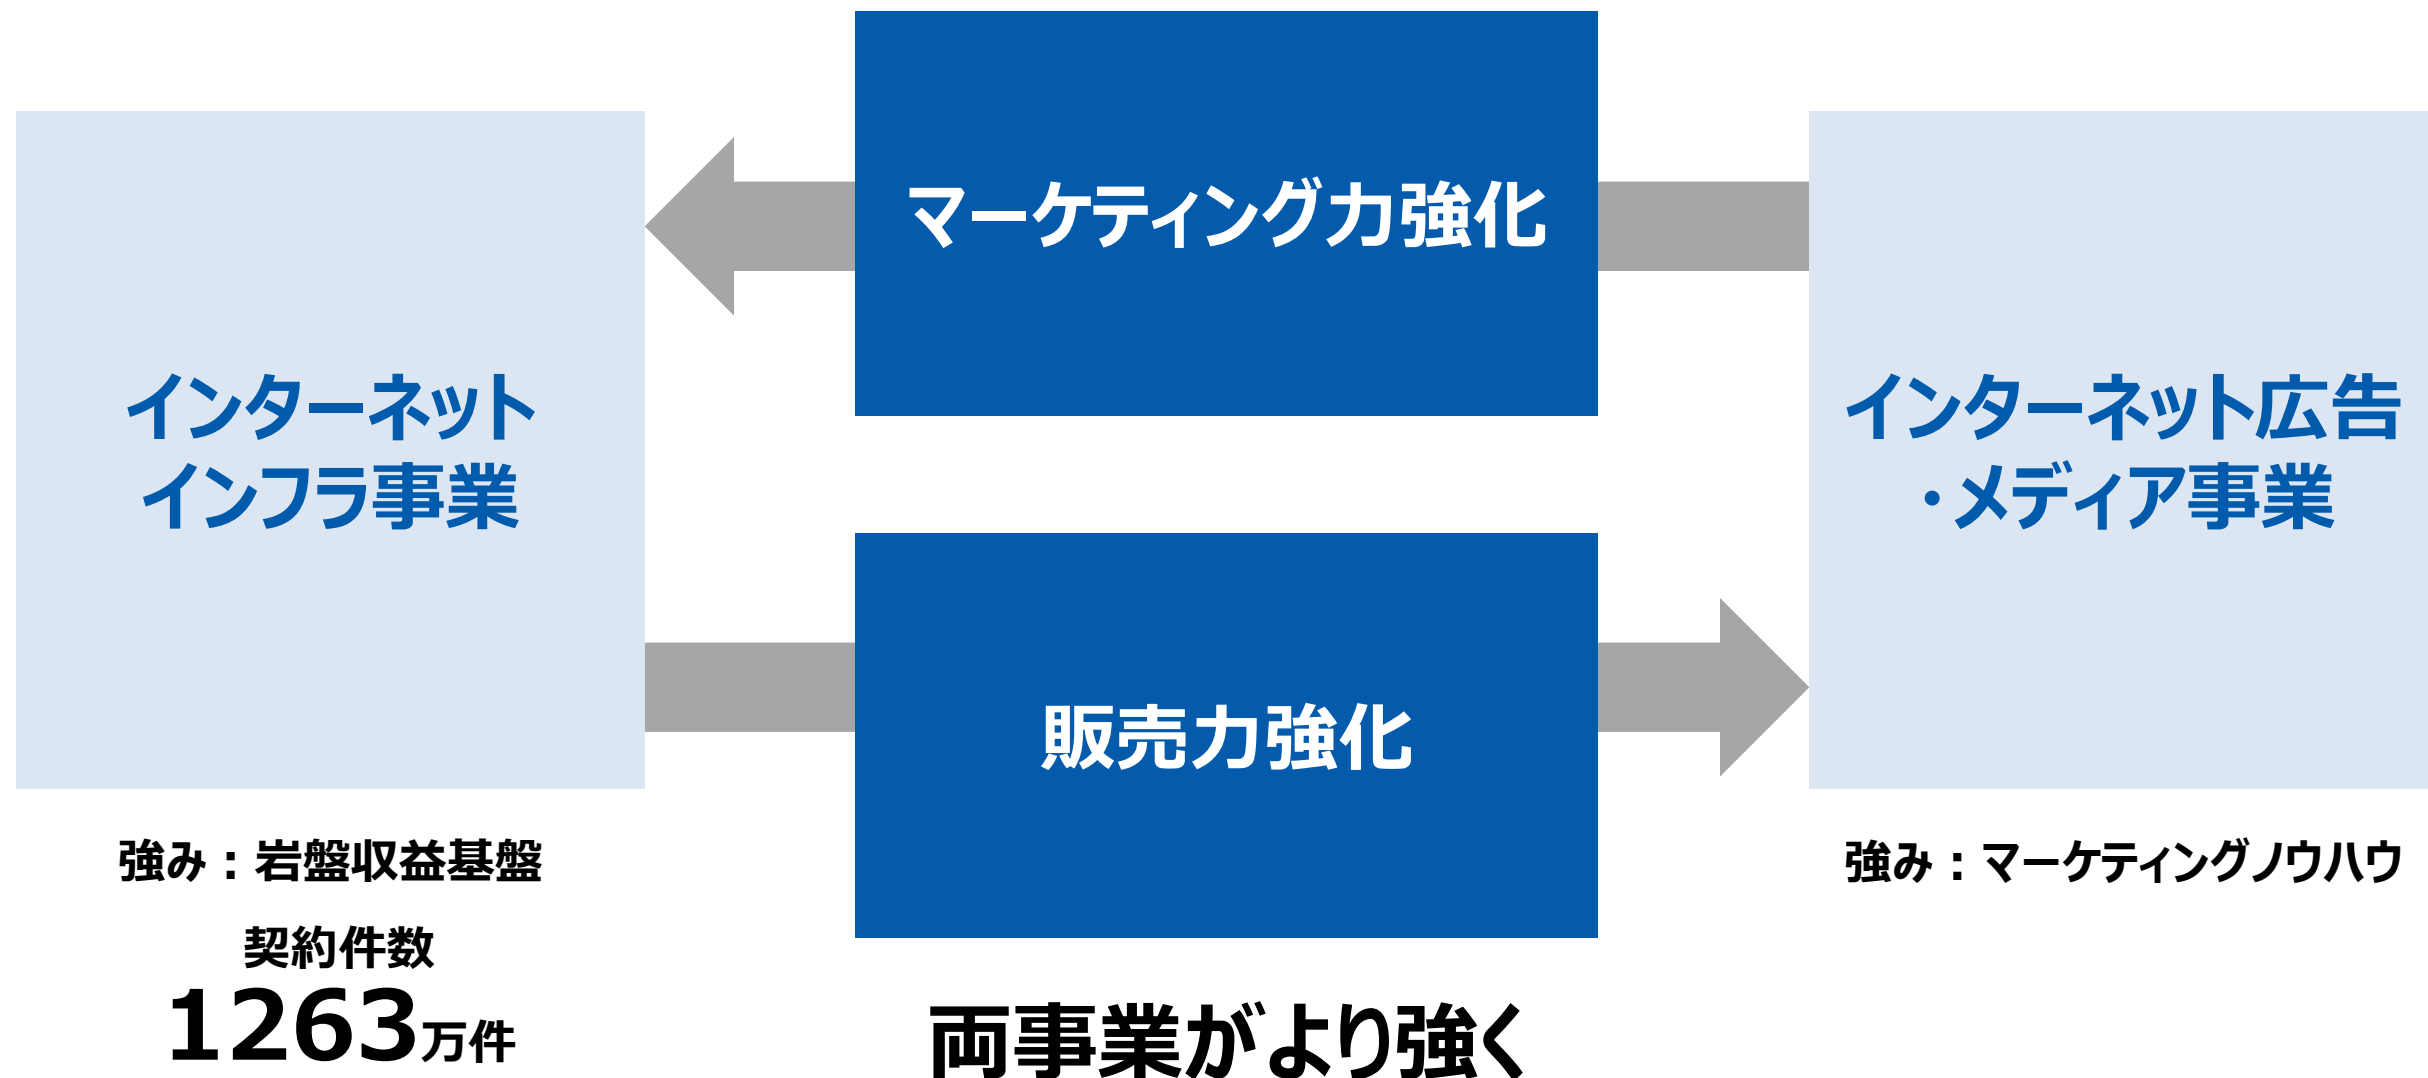 マーケティング力強化
インターネット
インフラ事業
インターネット広告
・メディア事業
販売力強化
強み：岩盤収益基盤
契約件数
1263万件
強み：マーケティングノウハウ
両事業がより強く